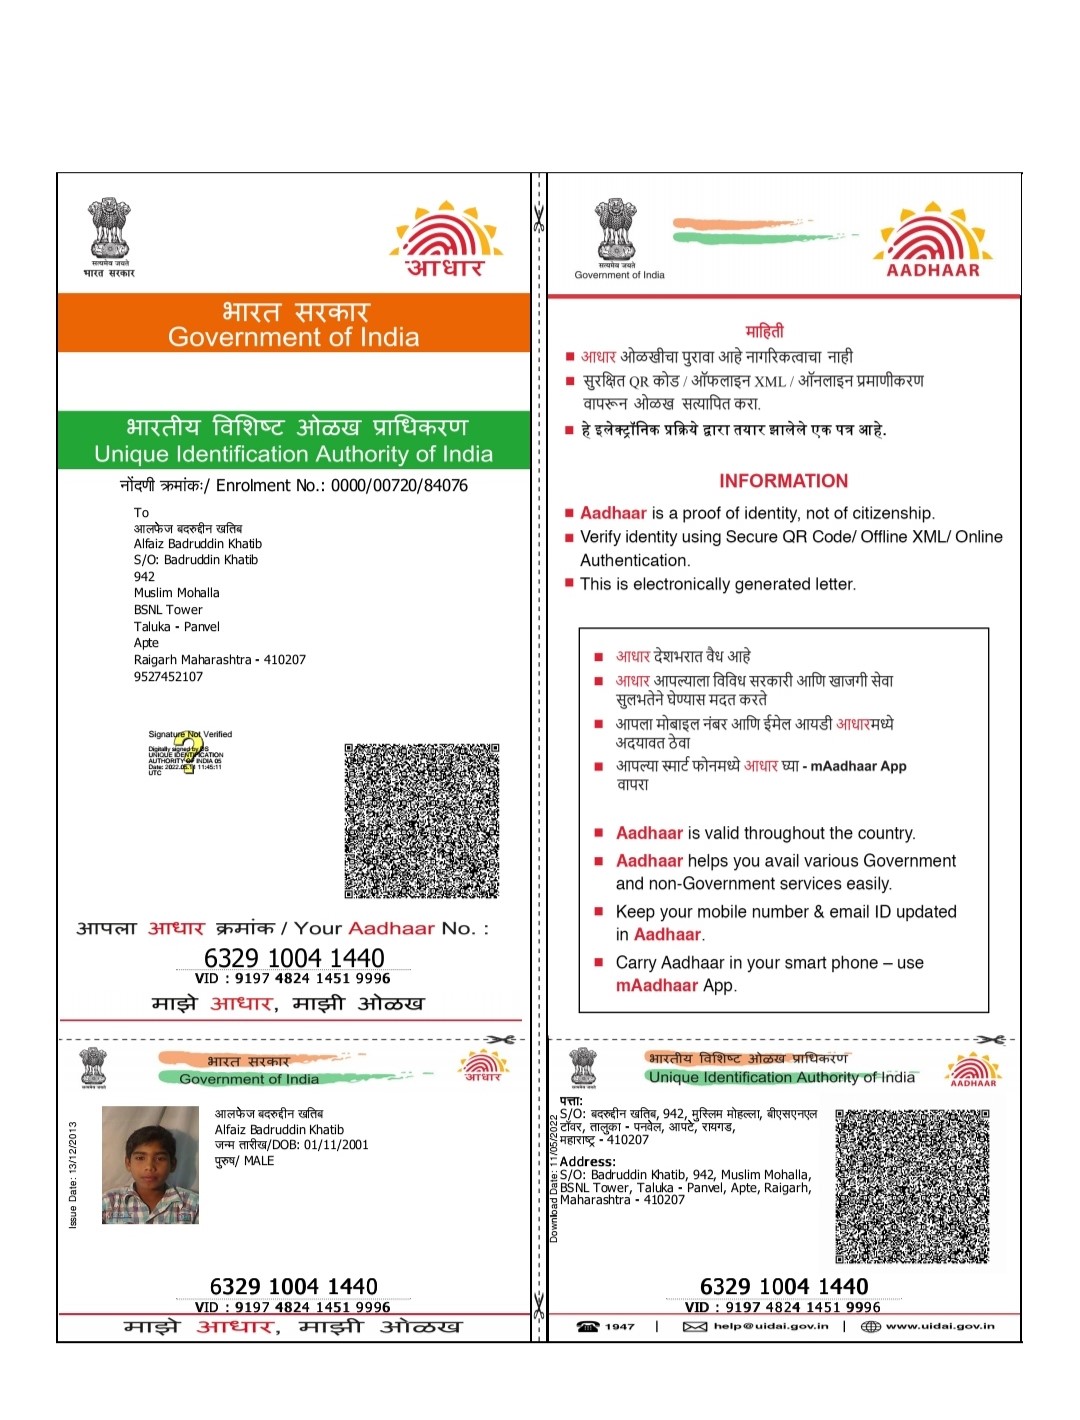 सत्यमेव जयते
भारत सरकार
आधार
भारत सरकार
Government of India
भारतीय विशिष्ट ओळख प्राधिकरण
Unique Identification Authority of India
नोंदणी क्रमांकः/ Enrolment No.: 0000/00720/84076
To
आलफेज बदरुद्दीन खतिब
Alfaiz Badruddin Khatib
S/O: Badruddin Khatib
942
Muslim Mohalla
BSNL Tower
Taluka - Panvel
Apte
Raigarh Maharashtra - 410207
9527452107
Signature Not Verified
Digitally signed by DS
UNIQUE IDENTIFICATION
AUTHORITY OF INDIA 05
11:45:11
UTC
आपला आधार क्रमांक / Your Aadhaar No. :
6329 1004 1440
VID : 9197 4824 1451 9996
माझे आधार, माझी ओळख
सत्यमेव जयते
Government of India
AADHAAR
माहिती
आधार ओळखीचा पुरावा आहे नागरिकत्वाचा नाही
सुरक्षित QR कोड / ऑफलाइन XML / ऑनलाइन प्रमाणीकरण
वापरून ओळख सत्यापित करा.
हे इलेक्ट्रॉनिक प्रक्रिये द्वारा तयार झालेले एक पत्र आहे.
INFORMATION
Aadhaar is a proof of identity, not of citizenship.
Verify identity using Secure QR Code/ Offline XML/ Online
Authentication.
This is electronically generated letter.
आधार देशभरात वैध आहे
आधार आपल्याला विविध सरकारी आणि खाजगी सेवा
सुलभतेने घेण्यास मदत करते
आपला मोबाइल नंबर आणि ईमेल आयडी आधारमध्ये
अदयावत ठेवा
आपल्या स्मार्ट फोनमध्ये आधार घ्या - mAadhaar App
वापरा
Aadhaar is valid throughout the country.
Aadhaar helps you avail various Government
and non-Government services easily.
Keep your mobile number & email ID updated
in Aadhaar.
Carry Aadhaar in your smart phone – use
mAadhaar App.
भारत सरकार
Government of India
आधार
Issue Date: 13/12/2013
आलफेज बदरुद्दीन खतिब
Alfaiz Badruddin Khatib
जन्म तारीख/DOB: 01/11/2001
पुरुष/ MALE
6329 1004 1440
VID : 9197 4824 1451 9996
माझे आधार, माझी ओळख
भारतीय विशिष्ट ओळख प्राधिकरण
Unique Identification Authority of India
AADHAAR
Download Date: 11/05/2022
पत्ता:
S/O: बदरुद्दीन खतिब, 942, मुस्लिम मोहल्ला, बीएसएनएल
टॉवर, तालुका - पनवेल, आपटे, रायगड,
महाराष्ट्र - 410207
Address:
S/O: Badruddin Khatib, 942, Muslim Mohalla,
BSNL Tower, Taluka - Panvel, Apte, Raigarh,
Maharashtra - 410207
6329 1004 1440
VID : 9197 4824 1451 9996
1947 | help@uidai.gov.in | www.uidai.gov.in